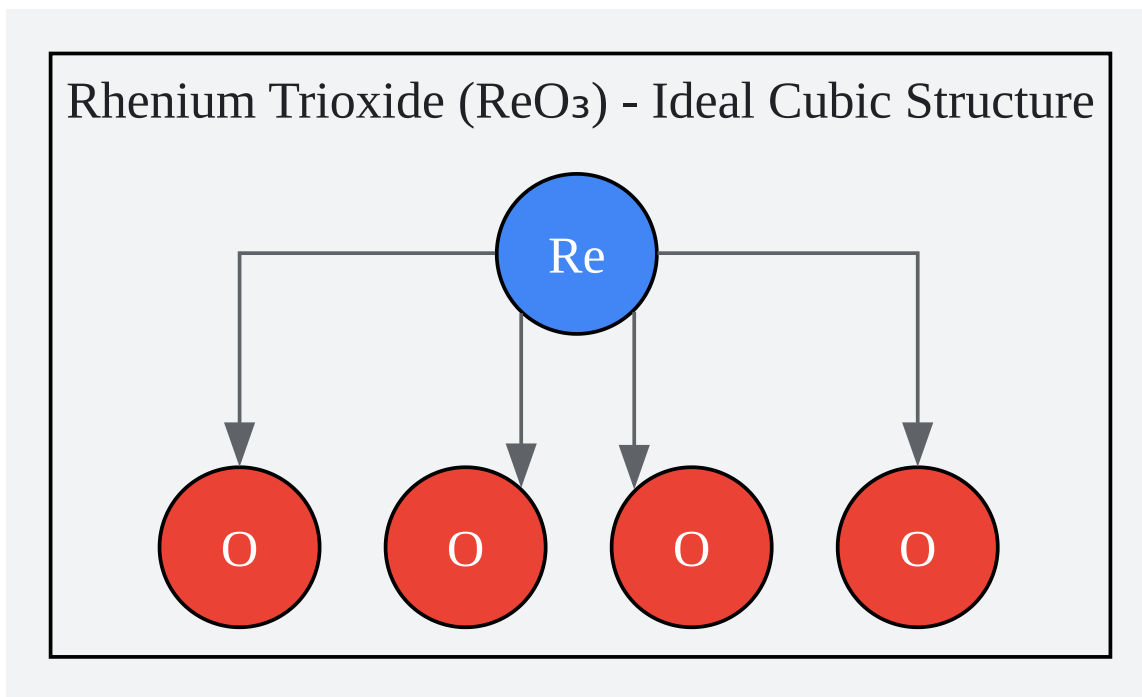 Rhenium Trioxide (ReO₃) - Ideal Cubic Structure
Re
O O O O